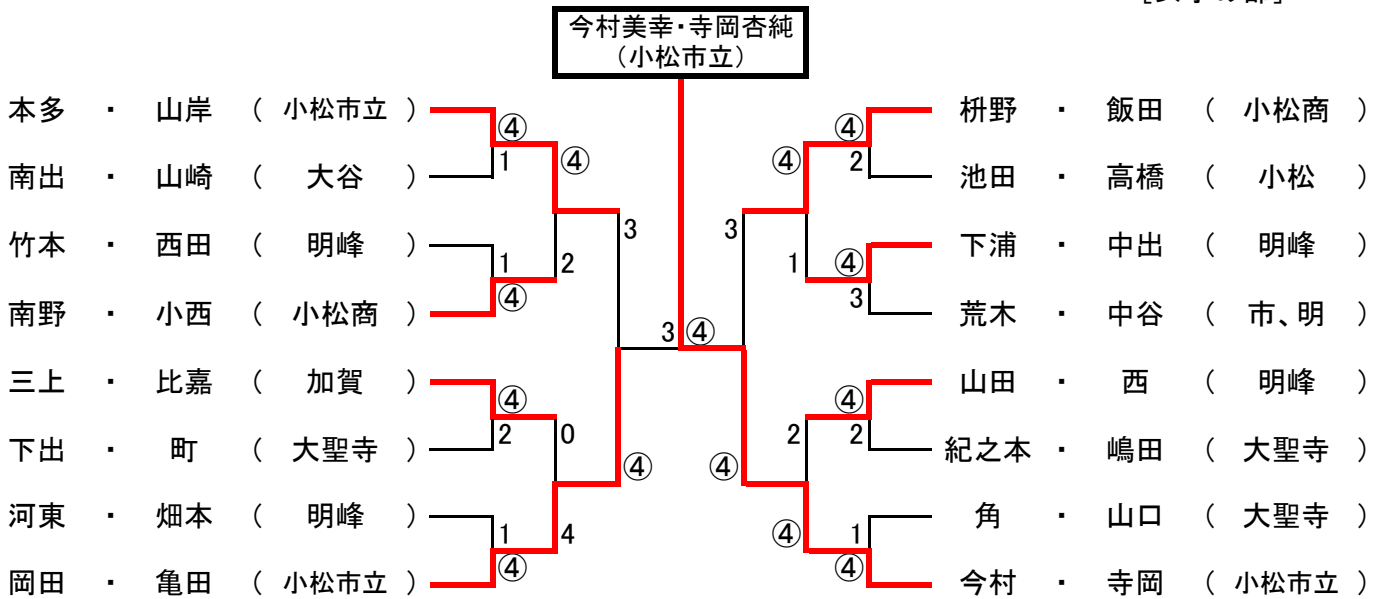 今村美幸・寺岡杏純
（小松市立）
本多 ・ 山岸 （ 小松市立 ）
④
1
④
南出 ・ 山崎 （ 大谷 ）
3
竹本 ・ 西田 （ 明峰 ）
1
④
2
南野 ・ 小西 （ 小松商 ）
3 ④
三上 ・ 比嘉 （ 加賀 ）
④
2
0
下出 ・ 町 （ 大聖寺 ）
④
河東 ・ 畑本 （ 明峰 ）
1
④
4
岡田 ・ 亀田 （ 小松市立 ）
枡野 ・ 飯田 （ 小松商 ）
④
2
④
池田 ・ 高橋 （ 小松 ）
3
下浦 ・ 中出 （ 明峰 ）
④
3
1
荒木 ・ 中谷 （ 市、明 ）
山田 ・ 西 （ 明峰 ）
④
2
2
紀之本 ・ 嶋田 （ 大聖寺 ）
④
角 ・ 山口 （ 大聖寺 ）
1
④
④
今村 ・ 寺岡 （ 小松市立 ）